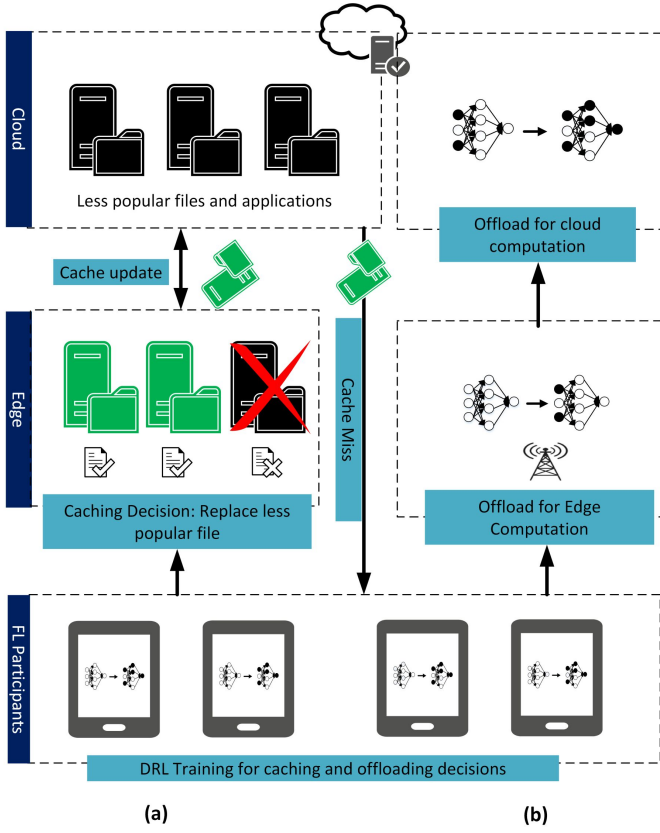 Cloud
Less popular files and applications
Offload for cloud
computation
Cache update
Edge
Cache Miss
Caching Decision: Replace less
popular file
Offload for Edge
Computation
FL Participants
DRL Training for caching and offloading decisions
(a)
(b)